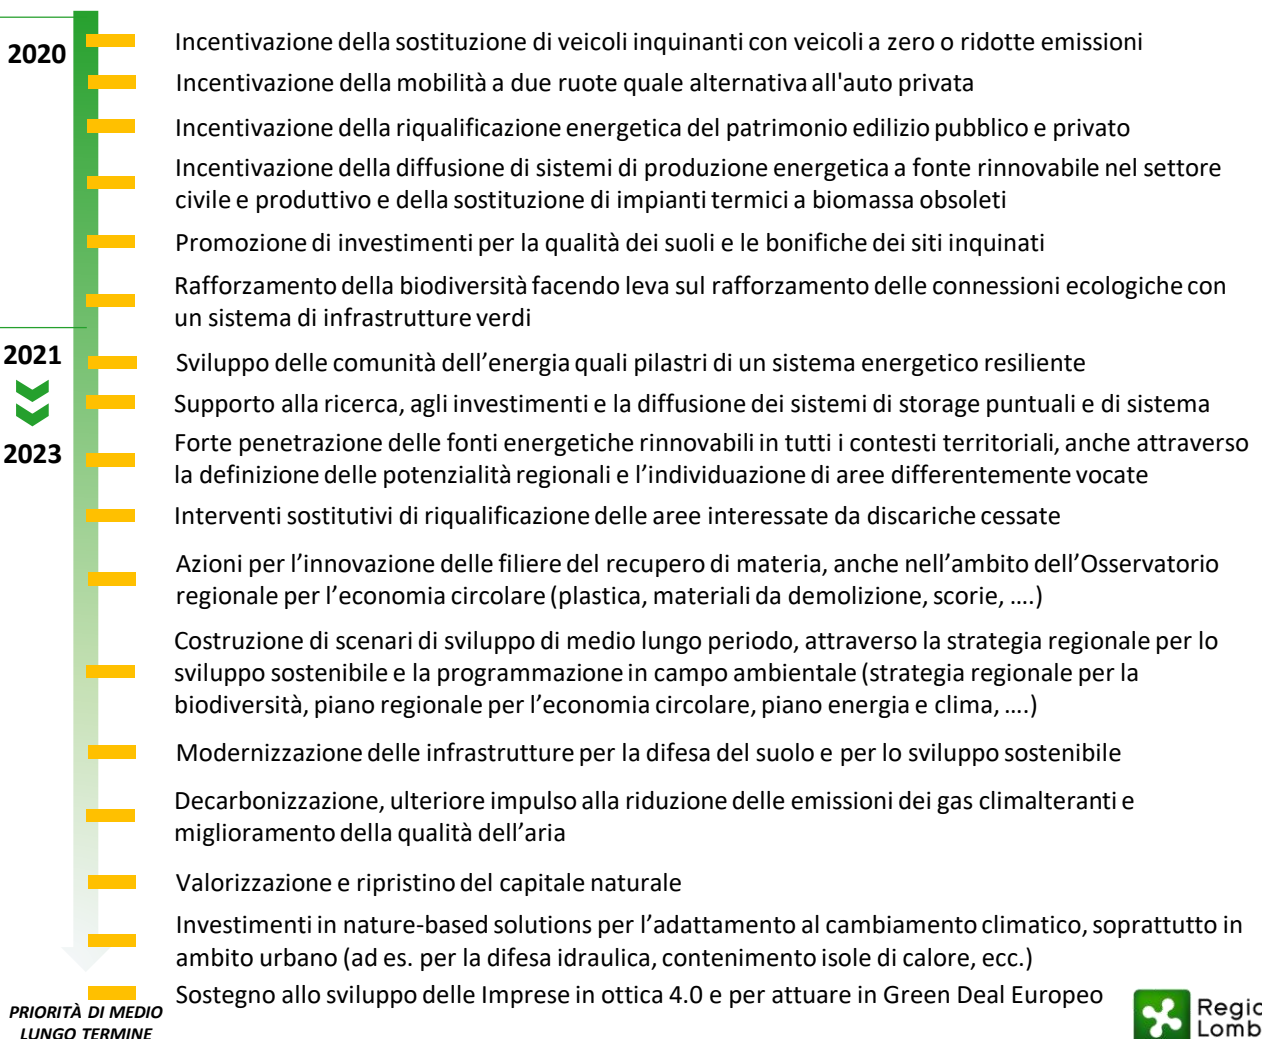 2020
Incentivazione della sostituzione di veicoli inquinanti con veicoli a zero o ridotte emissioni
Incentivazione della mobilità a due ruote quale alternativa all'auto privata
Incentivazione della riqualificazione energetica del patrimonio edilizio pubblico e privato
Incentivazione della diffusione di sistemi di produzione energetica a fonte rinnovabile nel settore
civile e produttivo e della sostituzione di impianti termici a biomassa obsoleti
Promozione di investimenti per la qualità dei suoli e le bonifiche dei siti inquinati
Rafforzamento della biodiversità facendo leva sul rafforzamento delle connessioni ecologiche con
un sistema di infrastrutture verdi
2021
2023
Sviluppo delle comunità dell’energia quali pilastri di un sistema energetico resiliente
Supporto alla ricerca, agli investimenti e la diffusione dei sistemi di storage puntuali e di sistema
Forte penetrazione delle fonti energetiche rinnovabili in tutti i contesti territoriali, anche attraverso
la definizione delle potenzialità regionali e l’individuazione di aree differentemente vocate
Interventi sostitutivi di riqualificazione delle aree interessate da discariche cessate
Azioni per l’innovazione delle filiere del recupero di materia, anche nell’ambito dell’Osservatorio
regionale per l’economia circolare (plastica, materiali da demolizione, scorie, ….)
Costruzione di scenari di sviluppo di medio lungo periodo, attraverso la strategia regionale per lo
sviluppo sostenibile e la programmazione in campo ambientale (strategia regionale per la
biodiversità, piano regionale per l’economia circolare, piano energia e clima, ….)
Modernizzazione delle infrastrutture per la difesa del suolo e per lo sviluppo sostenibile
Decarbonizzazione, ulteriore impulso alla riduzione delle emissioni dei gas climalteranti e
miglioramento della qualità dell’aria
Valorizzazione e ripristino del capitale naturale
Investimenti in nature-based solutions per l’adattamento al cambiamento climatico, soprattutto in
ambito urbano (ad es. per la difesa idraulica, contenimento isole di calore, ecc.)
Sostegno allo sviluppo delle Imprese in ottica 4.0 e per attuare in Green Deal Europeo
PRIORITÀ DI MEDIO
LUNGO TERMINE
Regio
Lomb